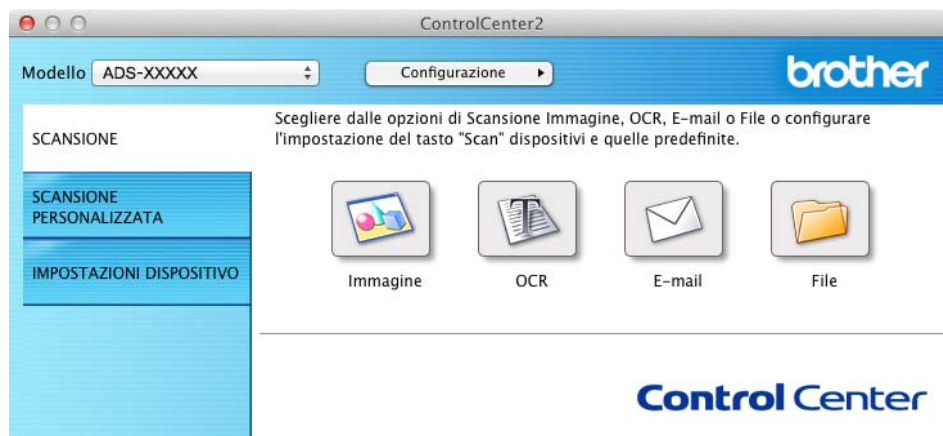 ControlCenter2
Modello ADS-XXXXX Configurazione brother
SCANSIONE
SCANSIONE
PERSONALIZZATA
IMPOSTAZIONI DISPOSITIVO
Scegliere dalle opzioni di Scansione Immagine, OCR, E-mail o File o configurare
l'impostazione del tasto "Scan" dispositivi e quelle predefinite.
Immagine OCR E-mail File
Control Center